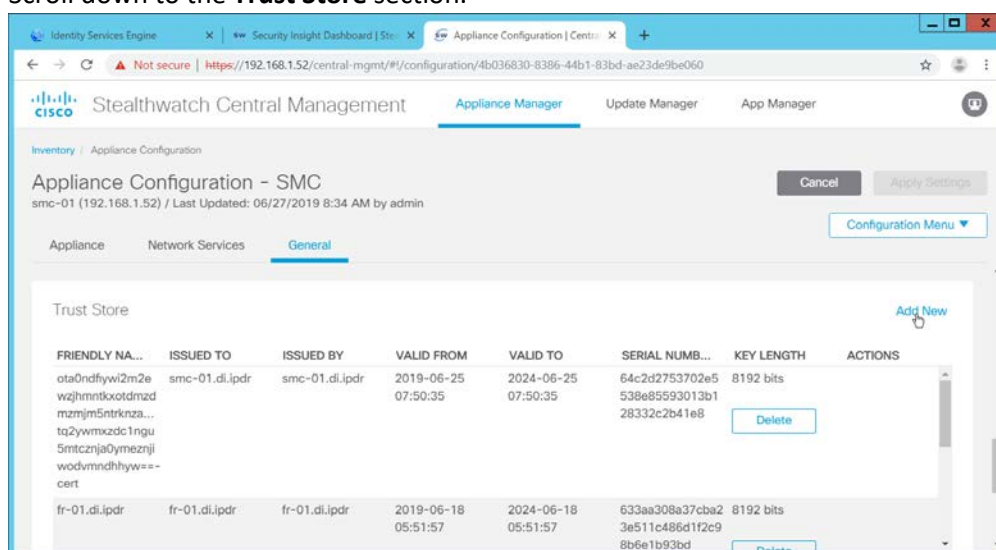 Scroll down to the Trust Store section.
Identity Services Engine
sw Security Insight Dashboard | Ste
sw Appliance Configuration | Centra
Not secure | https://192.168.1.52/central-mgmt/#!/configuration/4b036830-8386-44b1-83bd-ae23de9be060
CISCO Stealthwatch Central Management Appliance Manager Update Manager App Manager
Inventory / Appliance Configuration
Appliance Configuration - SMC
Cancel Apply Settings
smc-01 (192.168.1.52) / Last Updated: 06/27/2019 8:34 AM by admin
Configuration Menu ▼
Appliance Network Services General
Trust Store Add New
FRIENDLY NA... ISSUED TO ISSUED BY VALID FROM VALID TO SERIAL NUMB... KEY LENGTH ACTIONS
ota0ndfiywi2m2e smc-01.di.ipdr smc-01.di.ipdr 2019-06-25 2024-06-25 64c2d2753702e5 8192 bits
wzjhmntkxotdmzd 07:50:35 07:50:35 538e85593013b1
mzmjm5ntrknza... 28332c2b41e8
tq2ywmxzdc1ngu Delete
5mtcznja0ymeznji
wodvmndhhyw==-
cert
fr-01.di.ipdr fr-01.di.ipdr fr-01.di.ipdr 2019-06-18 2024-06-18 633aa308a37cba2 8192 bits
05:51:57 05:51:57 3e511c486d1f2c9
8b6e1b93bd Delete